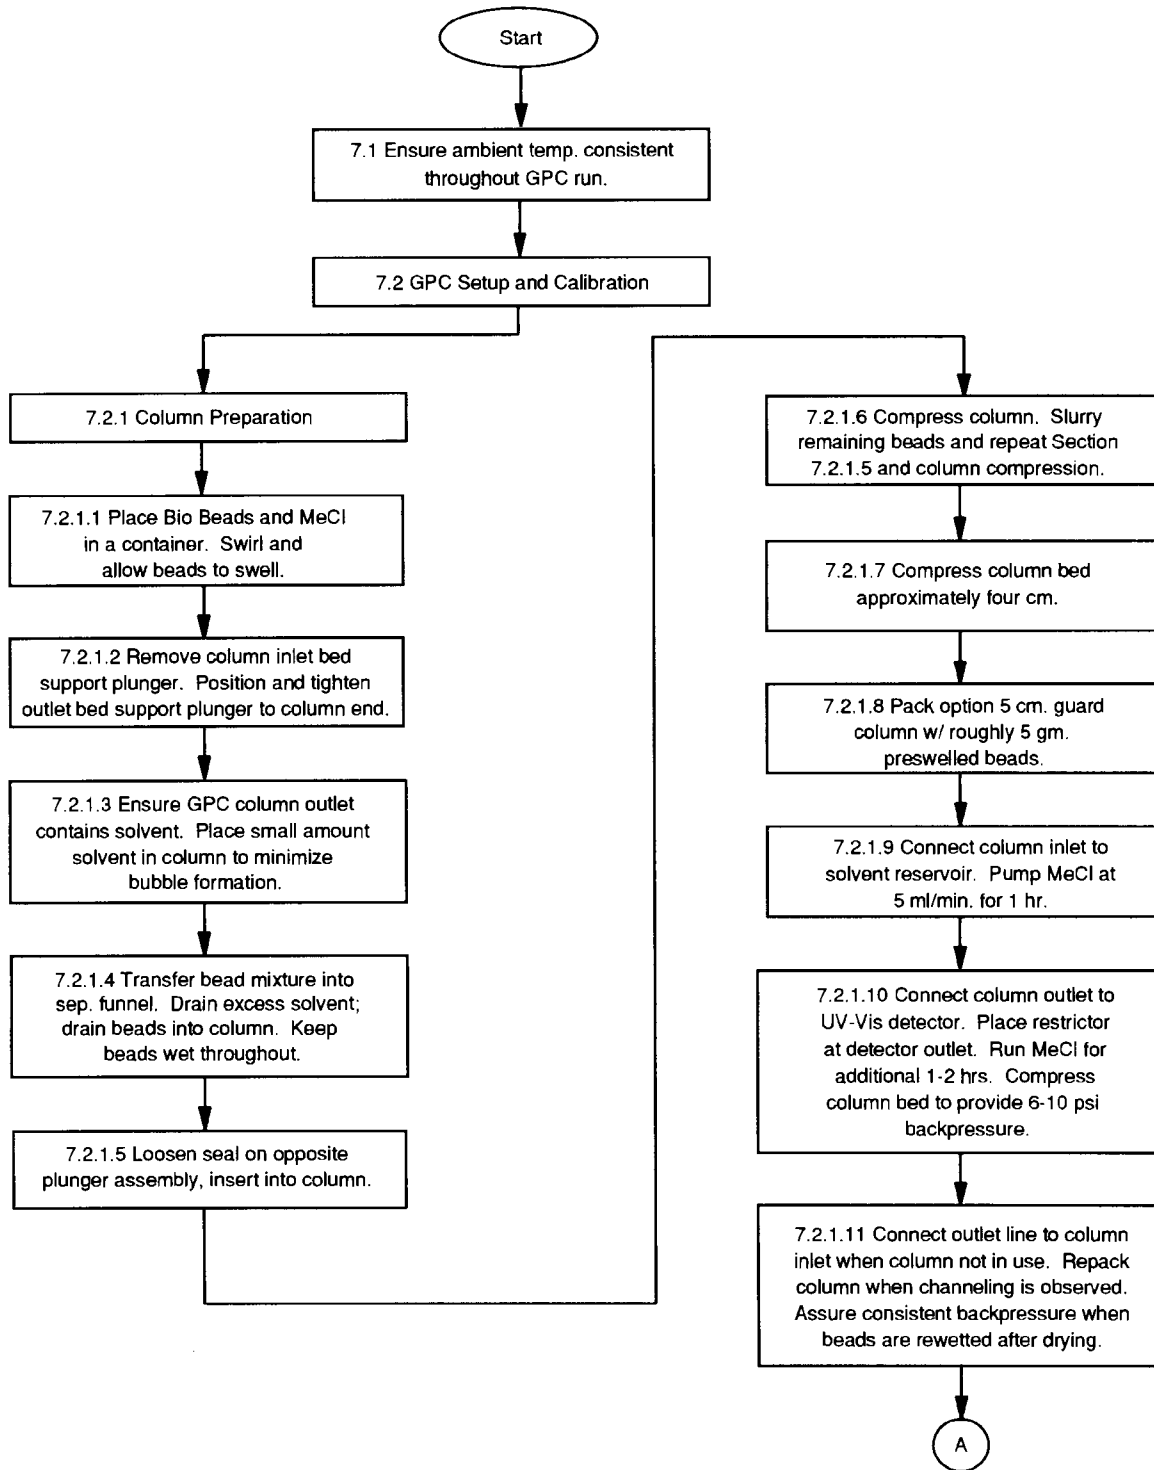 Start
7.1 Ensure ambient temp. consistent
throughout GPC run.
7.2 GPC Setup and Calibration
7.2.1 Column Preparation
7.2.1.1 Place Bio Beads and MeCl
in a container. Swirl and
allow beads to swell.
7.2.1.2 Remove column inlet bed
support plunger. Position and tighten
outlet bed support plunger to column end.
7.2.1.3 Ensure GPC column outlet
contains solvent. Place small amount
solvent in column to minimize
bubble formation.
7.2.1.4 Transfer bead mixture into
sep. funnel. Drain excess solvent;
drain beads into column. Keep
beads wet throughout.
7.2.1.5 Loosen seal on opposite
plunger assembly, insert into column.
7.2.1.6 Compress column. Slurry
remaining beads and repeat Section
7.2.1.5 and column compression.
7.2.1.7 Compress column bed
approximately four cm.
7.2.1.8 Pack option 5 cm. guard
column w/ roughly 5 gm.
preswelled beads.
7.2.1.9 Connect column inlet to
solvent reservoir. Pump MeCl at
5 ml/min. for 1 hr.
7.2.1.10 Connect column outlet to
UV-Vis detector. Place restrictor
at detector outlet. Run MeCl for
additional 1-2 hrs. Compress
column bed to provide 6-10 psi
backpressure.
7.2.1.11 Connect outlet line to column
inlet when column not in use. Repack
column when channeling is observed.
Assure consistent backpressure when
beads are rewetted after drying.
A